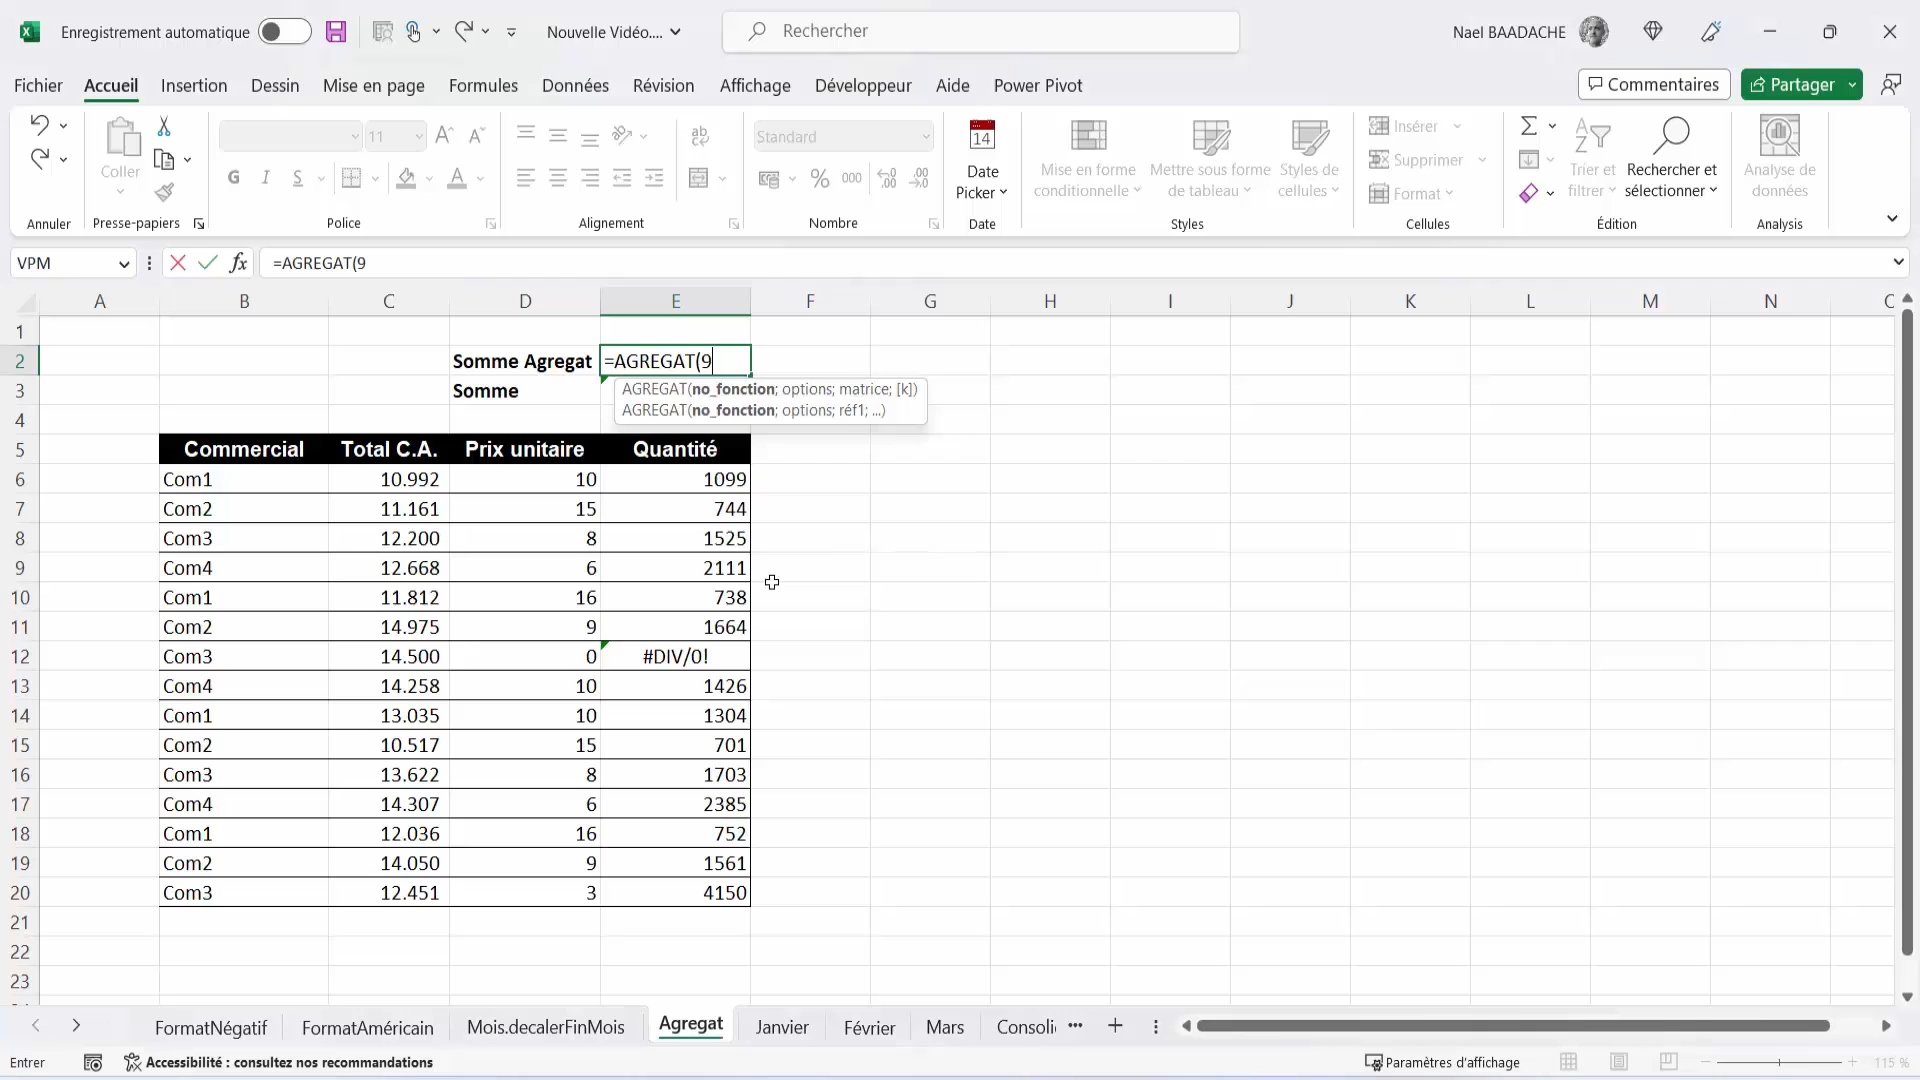 Enregistrement automatique
Nouvelle Vidéo....
Rechercher
Nael BAADACHE
Fichier Accueil Insertion Dessin Mise en page Formules Données Révision Affichage Développeur Aide Power Pivot
Commentaires
Partager
Coller
11
Standard
14
Date Picker
Mise en forme conditionnelle
Mettre sous forme de tableau
Styles de cellules
Insérer
Supprimer
Format
Trier et filtrer
Rechercher et sélectionner
Analyse de données
G I S
% 000
Annuler Presse-papiers Police Alignement Nombre Date Styles Cellules Édition Analysis
VPM
fx
=AGREGAT(9
A B C D E F G H I J K L M N
1
2 Somme Agregat =AGREGAT(9
3 Somme
AGREGAT(no_fonction; options; matrice; [k])
AGREGAT(no_fonction; options; réf1; ...)
4
5 Commercial Total C.A. Prix unitaire Quantité
6 Com1 10.992 10 1099
7 Com2 11.161 15 744
8 Com3 12.200 8 1525
9 Com4 12.668 6 2111
10 Com1 11.812 16 738
11 Com2 14.975 9 1664
12 Com3 14.500 0 #DIV/0!
13 Com4 14.258 10 1426
14 Com1 13.035 10 1304
15 Com2 10.517 15 701
16 Com3 13.622 8 1703
17 Com4 14.307 6 2385
18 Com1 12.036 16 752
19 Com2 14.050 9 1561
20 Com3 12.451 3 4150
21
22
23
FormatNégatif FormatAméricain Mois.decalerFinMois Agregat Janvier Février Mars Consoli ...
Entrer
Accessibilité : consultez nos recommandations
Paramètres d'affichage
115 %